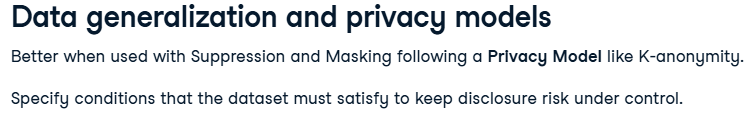 Data generalization and privacy models
Better when used with Suppression and Masking following a Privacy Model like K-anonymity.
Specify conditions that the dataset must satisfy to keep disclosure risk under control.